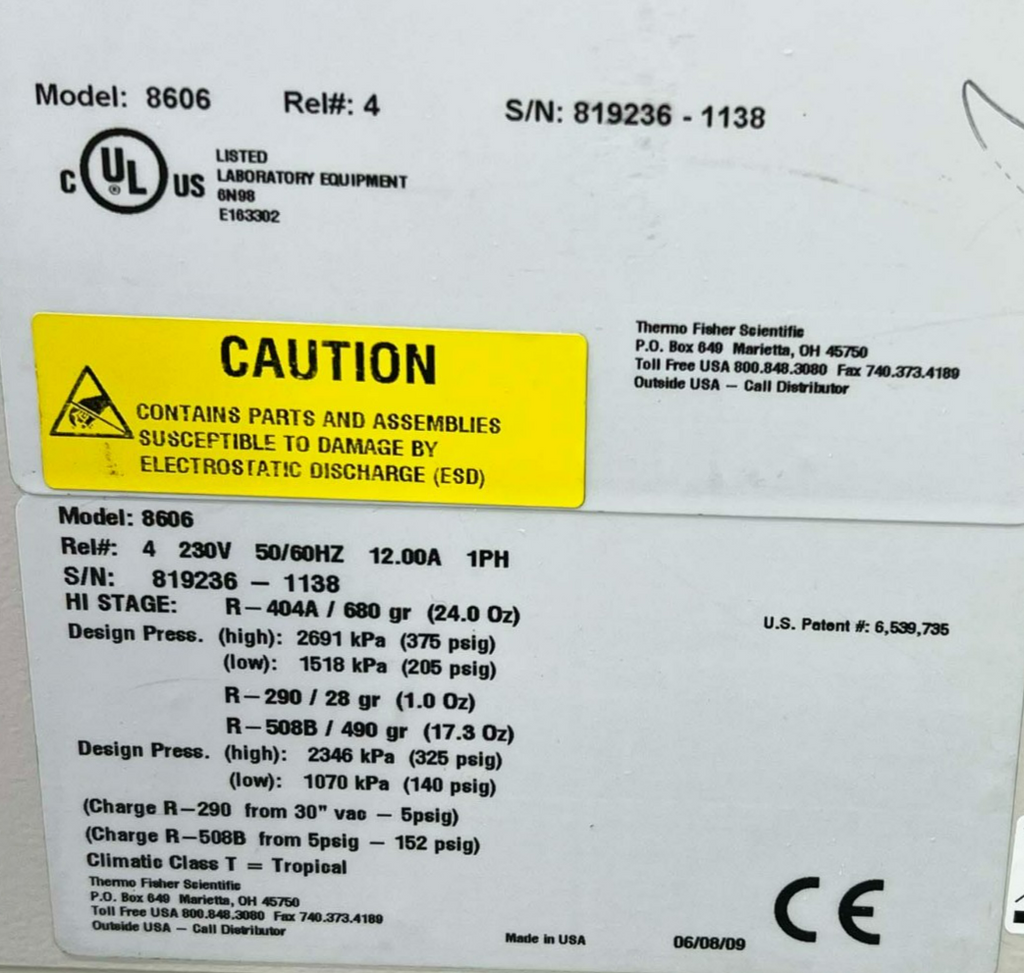 Model: 8606 Rel#: 4 S/N: 819236 - 1138
C UL ® US
LISTED
LABORATORY EQUIPMENT
6N98
E163302
CAUTION
CONTAINS PARTS AND ASSEMBLIES
SUSCEPTIBLE TO DAMAGE BY
ELECTROSTATIC DISCHARGE (ESD)
Thermo Fisher Scientific
P.O. Box 649 Marietta, OH 45750
Toll Free USA 800.848.3080 Fax 740.373.4189
Outside USA – Call Distributor
Model: 8606
Rel#: 4 230V 50/60HZ 12.00A 1PH
S/N: 819236 – 1138
HI STAGE: R–404A / 680 gr (24.0 Oz)
Design Press. (high): 2691 kPa (375 psig)
(low): 1518 kPa (205 psig)
R–290 / 28 gr (1.0 Oz)
R–508B / 490 gr (17.3 Oz)
Design Press. (high): 2346 kPa (325 psig)
(low): 1070 kPa (140 psig)
(Charge R–290 from 30" vac – 5psig)
(Charge R–508B from 5psig – 152 psig)
Climatic Class T = Tropical
Thermo Fisher Scientific
P.O. Box 649 Marietta, OH 45750
Toll Free USA 800.848.3080 Fax 740.373.4189
Outside USA – Call Distributor
U.S. Patent #: 6,539,735
Made in USA 06/08/09
CE